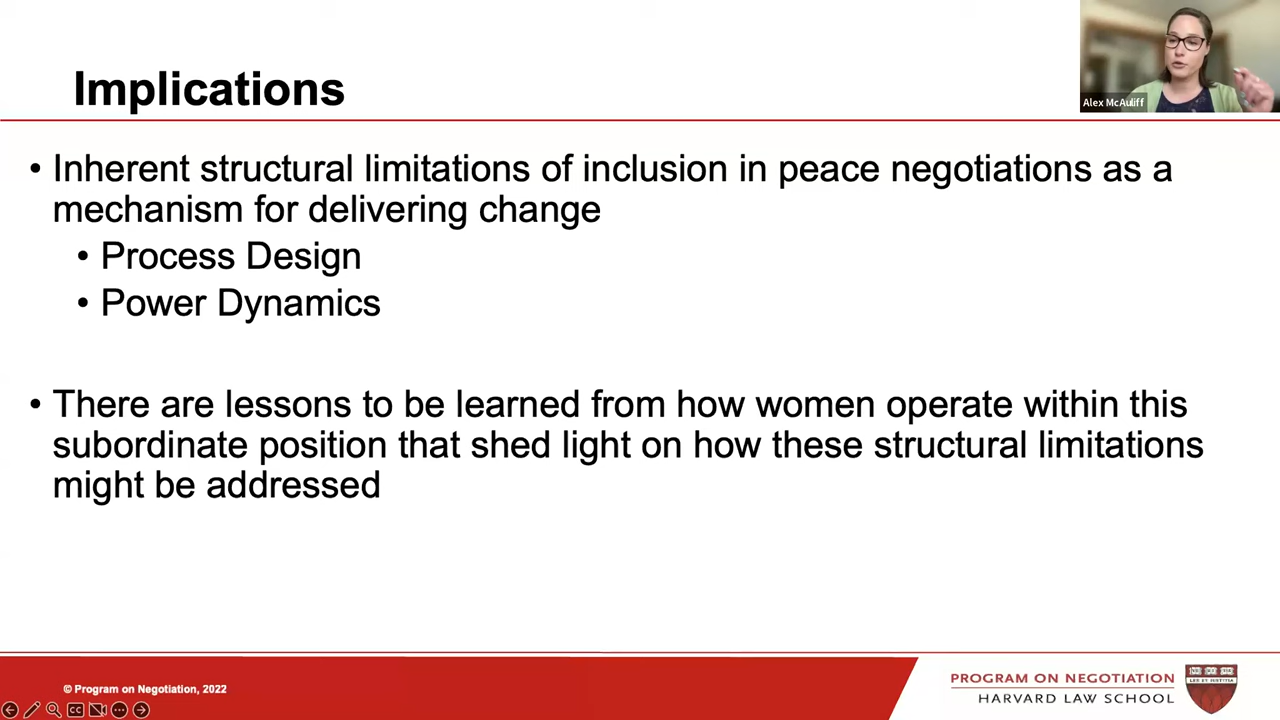 Implications
Alex McAuliff
• Inherent structural limitations of inclusion in peace negotiations as a
mechanism for delivering change
• Process Design
• Power Dynamics
• There are lessons to be learned from how women operate within this
subordinate position that shed light on how these structural limitations
might be addressed
© Program on Negotiation, 2022
PROGRAM ON NEGOTIATION
HARVARD LAW SCHOOL
CC